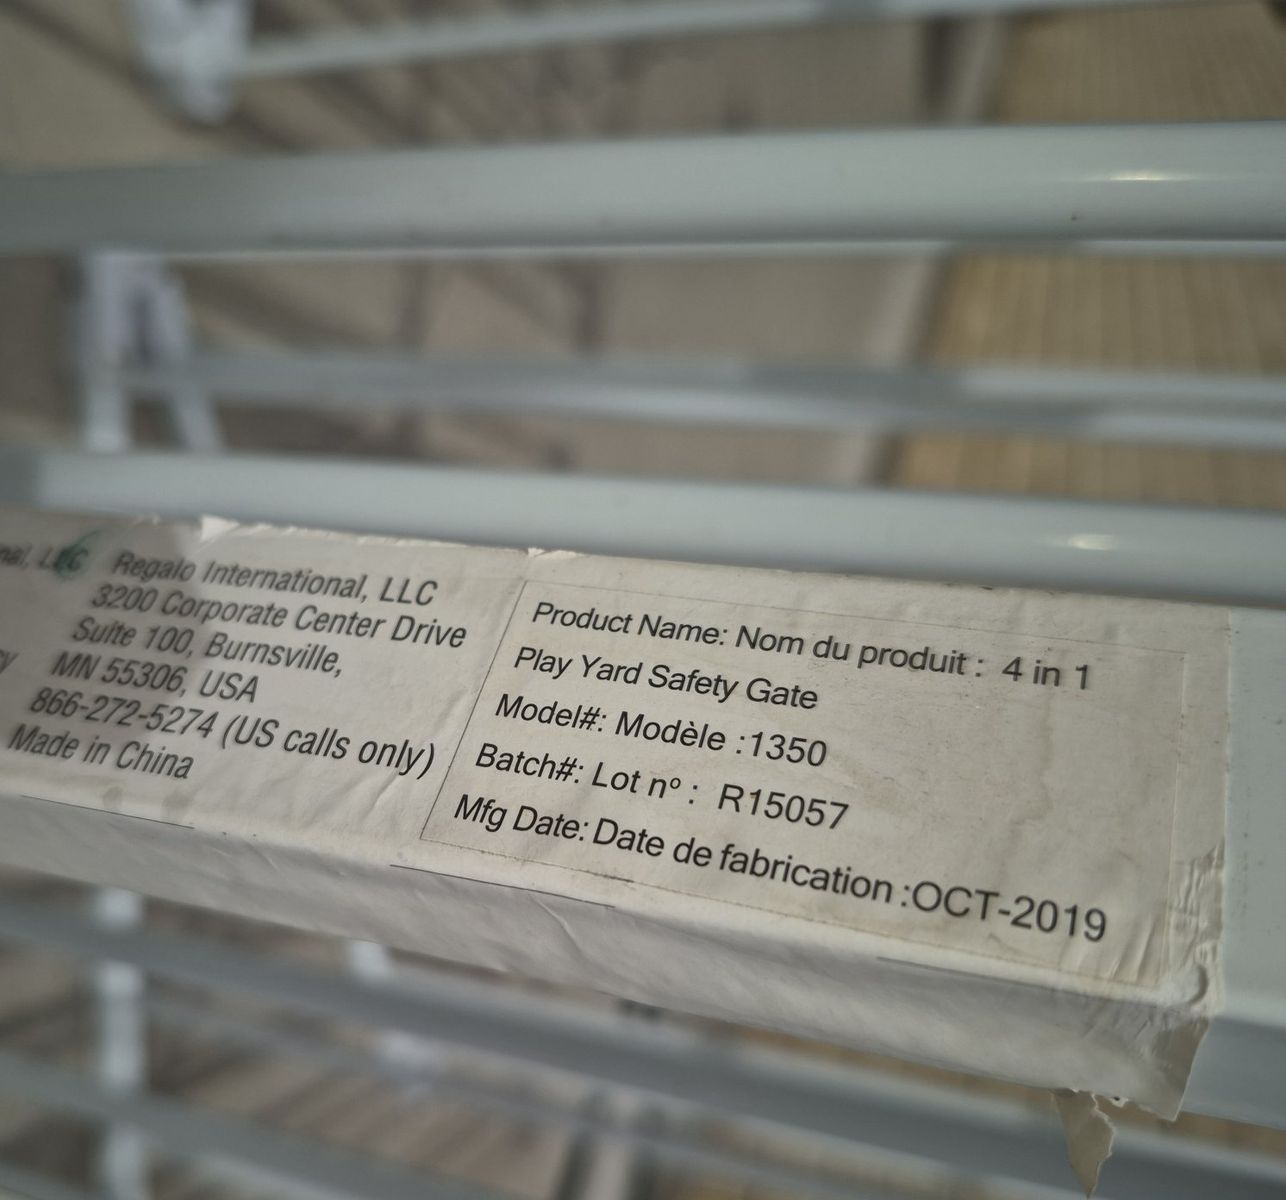 nal, LLC
Regalo International, LLC
3200 Corporate Center Drive
Suite 100, Burnsville,
MN 55306, USA
866-272-5274 (US calls only)
Made in China
Product Name: Nom du produit : 4 in 1
Play Yard Safety Gate
Model#: Modèle :1350
Batch#: Lot nº : R15057
Mfg Date: Date de fabrication :OCT-2019